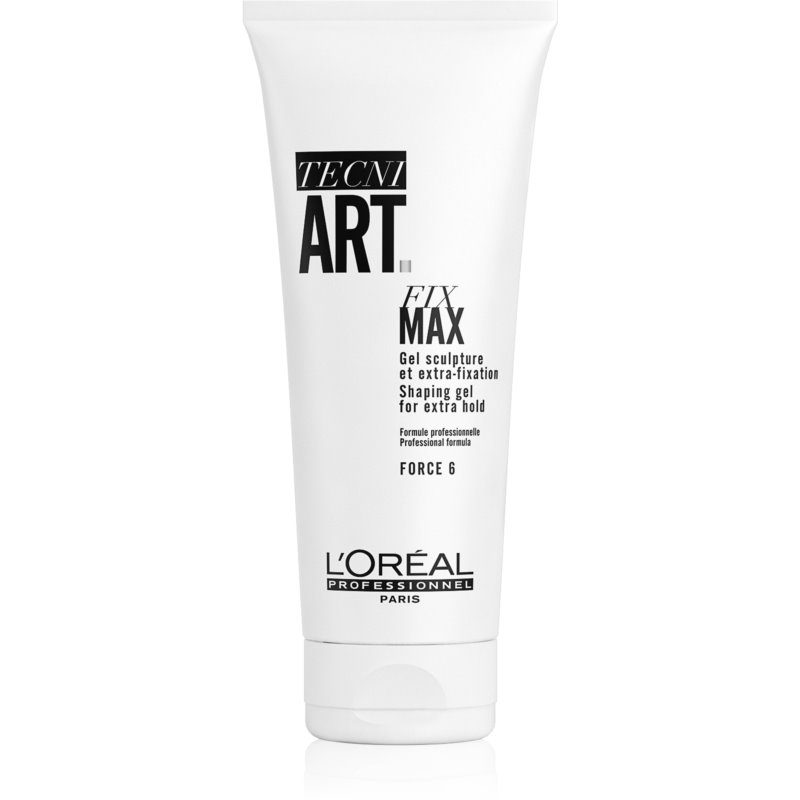 TECNI
ART.
FIX
MAX
Gel sculpture
et extra-fixation
Shaping gel
for extra hold
Formule professionnelle
Professional formula
FORCE 6
L'ORÉAL
PROFESSIONNEL
PARIS